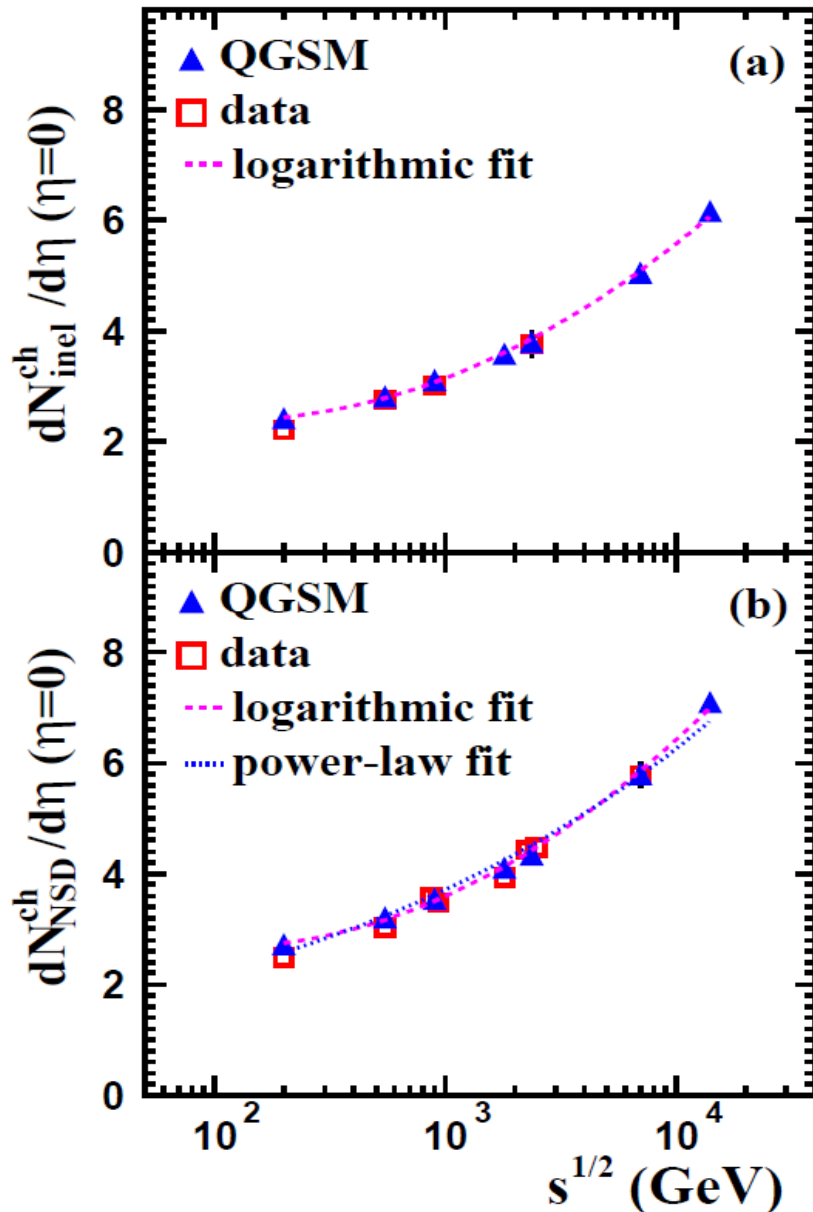 QGSM
(a)
data
logarithmic fit
8
6
4
2
0
dN^ch_inel/dη (η=0)
QGSM
(b)
data
logarithmic fit
power-law fit
8
6
4
2
0
dN^ch_NSD/dη (η=0)
10^2 10^3 10^4
s^1/2 (GeV)